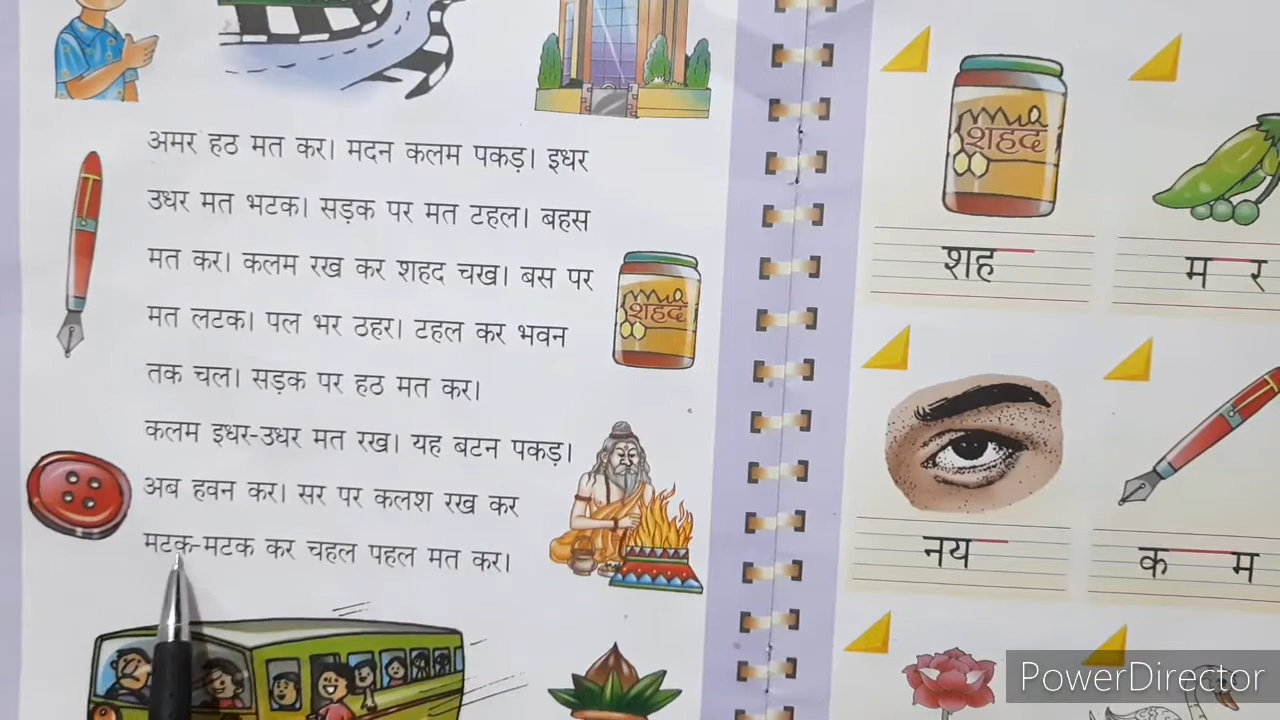 अमर हठ मत कर। मदन कलम पकड़। इधर
उधर मत भटक। सड़क पर मत टहल। बहस
मत कर। कलम रख कर शहद चख। बस पर
मत लटक। पल भर ठहर। टहल कर भवन
तक चल। सड़क पर हठ मत कर।
कलम इधर-उधर मत रख। यह बटन पकड़।
अब हवन कर। सर पर कलश रख कर
मटक-मटक कर चहल पहल मत कर।
शहद
शहद
शह
म र
नय
क म
PowerDirector